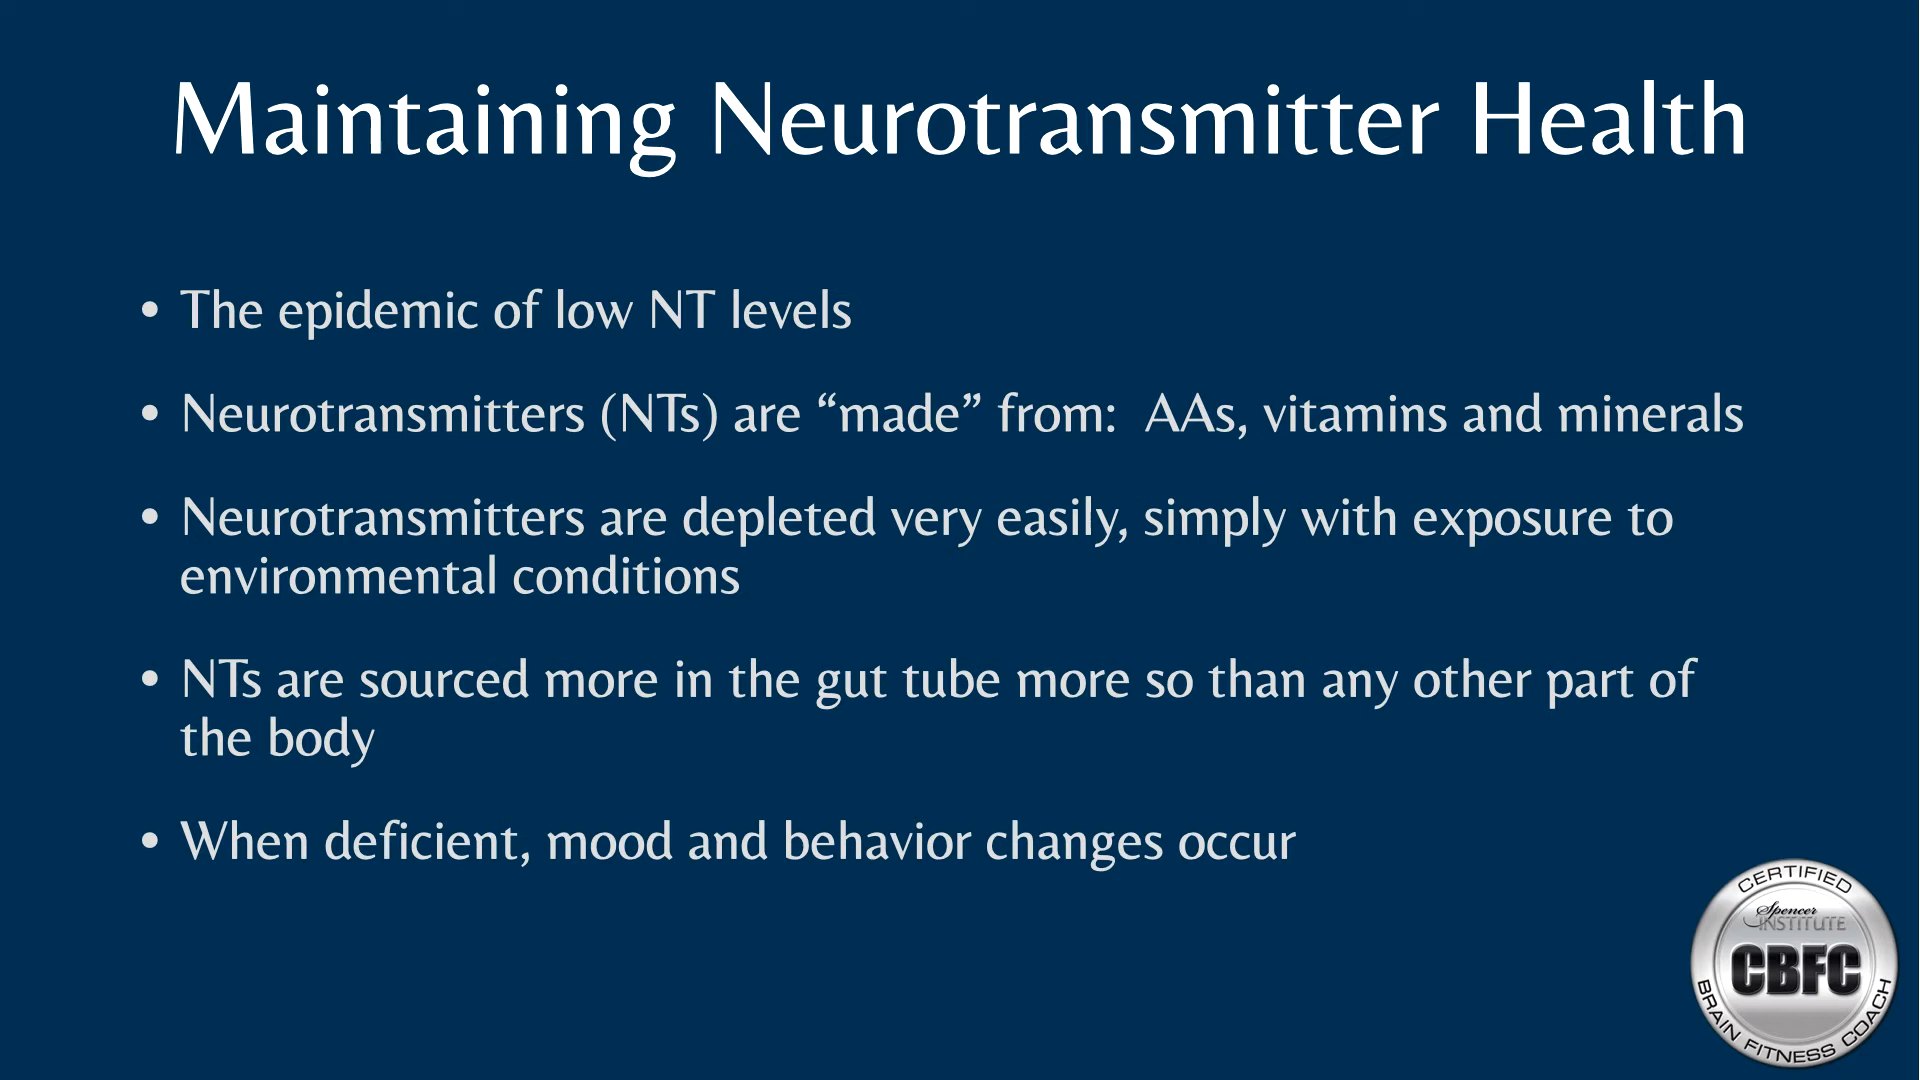 Maintaining Neurotransmitter Health
• The epidemic of low NT levels
• Neurotransmitters (NTs) are “made” from:  AAs, vitamins and minerals
• Neurotransmitters are depleted very easily, simply with exposure to
environmental conditions
• NTs are sourced more in the gut tube more so than any other part of
the body
• When deficient, mood and behavior changes occur
CERTIFIED
Spencer
INSTITUTE
CBFC
BRAIN FITNESS COACH